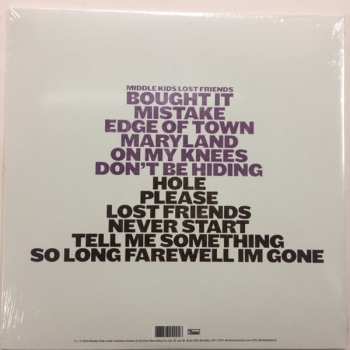 MIDDLE KIDS LOST FRIENDS
BOUGHT IT
MISTAKE
EDGE OF TOWN
MARYLAND
ON MY KNEES
DON'T BE HIDING
HOLE
PLEASE
LOST FRIENDS
NEVER START
TELL ME SOMETHING
SO LONG FAREWELL IM GONE